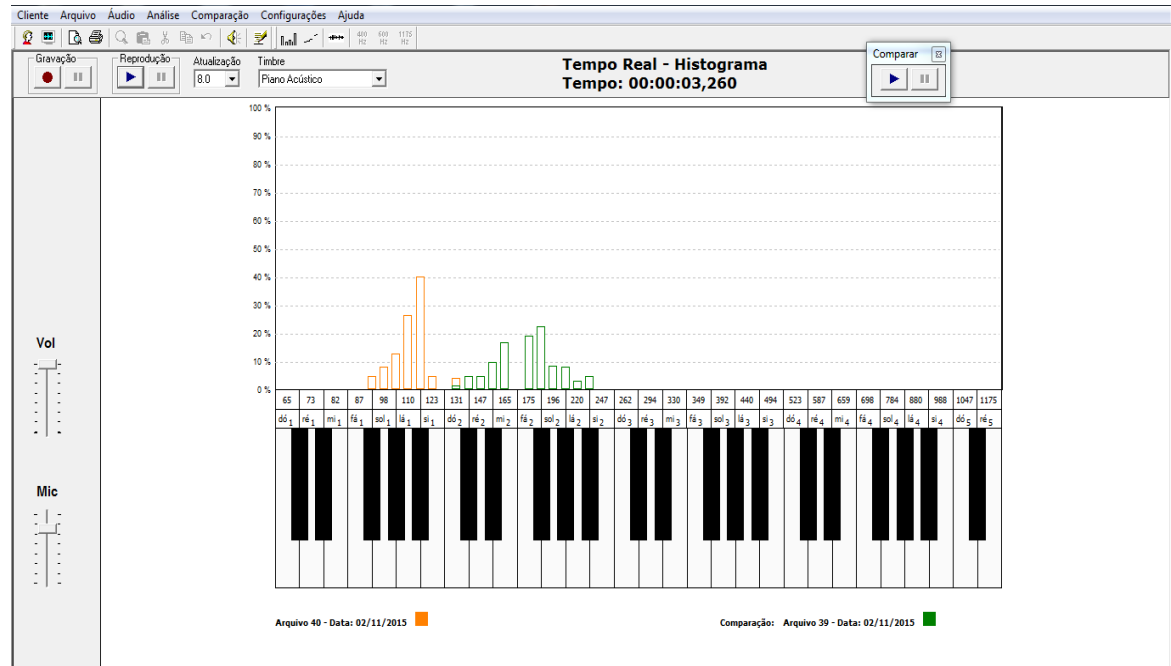 Cliente Arquivo Áudio Análise Comparação Configurações Ajuda
480 Hz 600 Hz 1175 Hz
Gravação Reprodução Atualização Timbre
8.0 Piano Acústico
Tempo Real - Histograma
Tempo: 00:00:03,260
Comparar
100 %
90 %
80 %
70 %
60 %
50 %
40 %
30 %
20 %
10 %
0 %
65 73 82 87 98 110 123 131 147 165 175 196 220 247 262 294 330 349 392 440 494 523 587 659 698 784 880 988 1047 1175
dó1 ré1 mi1 fá1 sol1 lá1 si1 dó2 ré2 mi2 fá2 sol2 lá2 si2 dó3 ré3 mi3 fá3 sol3 lá3 si3 dó4 ré4 mi4 fá4 sol4 lá4 si4 dó5 ré5
Vol
Mic
Arquivo 40 - Data: 02/11/2015
Comparação: Arquivo 39 - Data: 02/11/2015